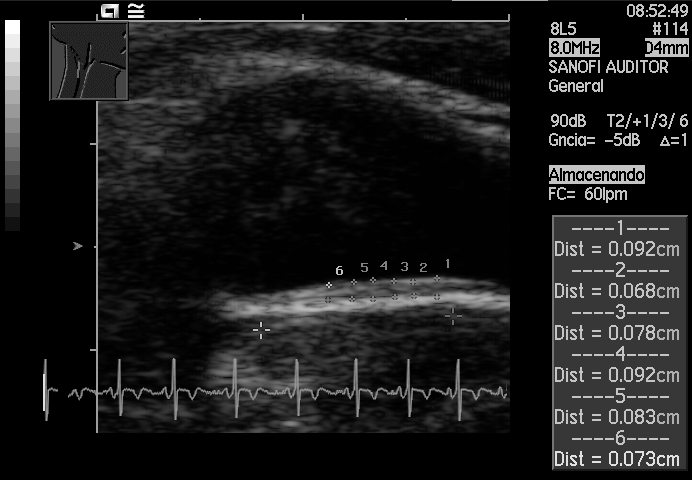 08:52:49
8L5 #114
8.0MHz 04mm
SANOFI AUDITOR
General
90dB T2/+1/3/ 6
Gncia= -5dB Δ=1
Almacenando
FC= 60lpm
----1----
Dist = 0.092cm
----2----
Dist = 0.068cm
----3----
Dist = 0.078cm
----4----
Dist = 0.092cm
----5----
Dist = 0.083cm
----6----
Dist = 0.073cm
6 5 4 3 2 1